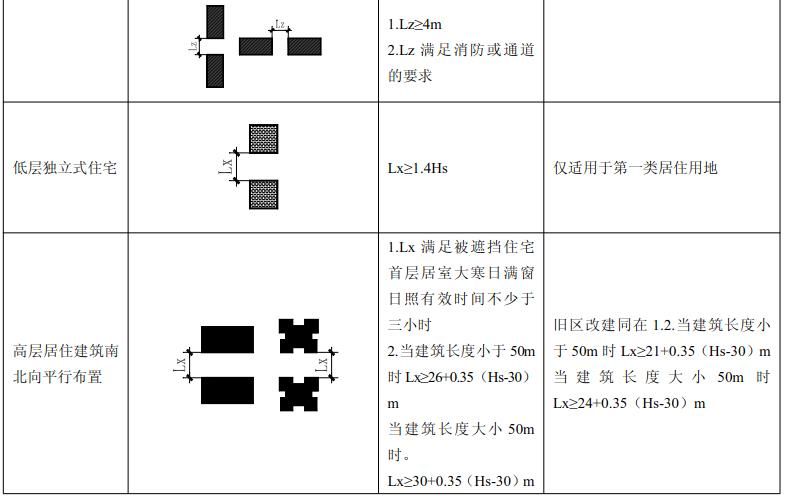 Lz
Lz
1.Lz≥4m
2.Lz 满足消防或通道
的要求
低层独立式住宅
Lx
Lx≥1.4Hs
仅适用于第一类居住用地
高层居住建筑南
北向平行布置
Lx
Lx
1.Lx 满足被遮挡住宅
首层居室大寒日满窗
日照有效时间不少于
三小时
2.当建筑长度小于 50m
时 Lx≥26+0.35（Hs-30）
m
当建筑长度大小 50m
时。
Lx≥30+0.35（Hs-30）m
旧区改建同在 1.2.当建筑长度小
于 50m 时 Lx≥21+0.35（Hs-30）m
当建筑长度大小 50m 时
Lx≥24+0.35（Hs-30）m